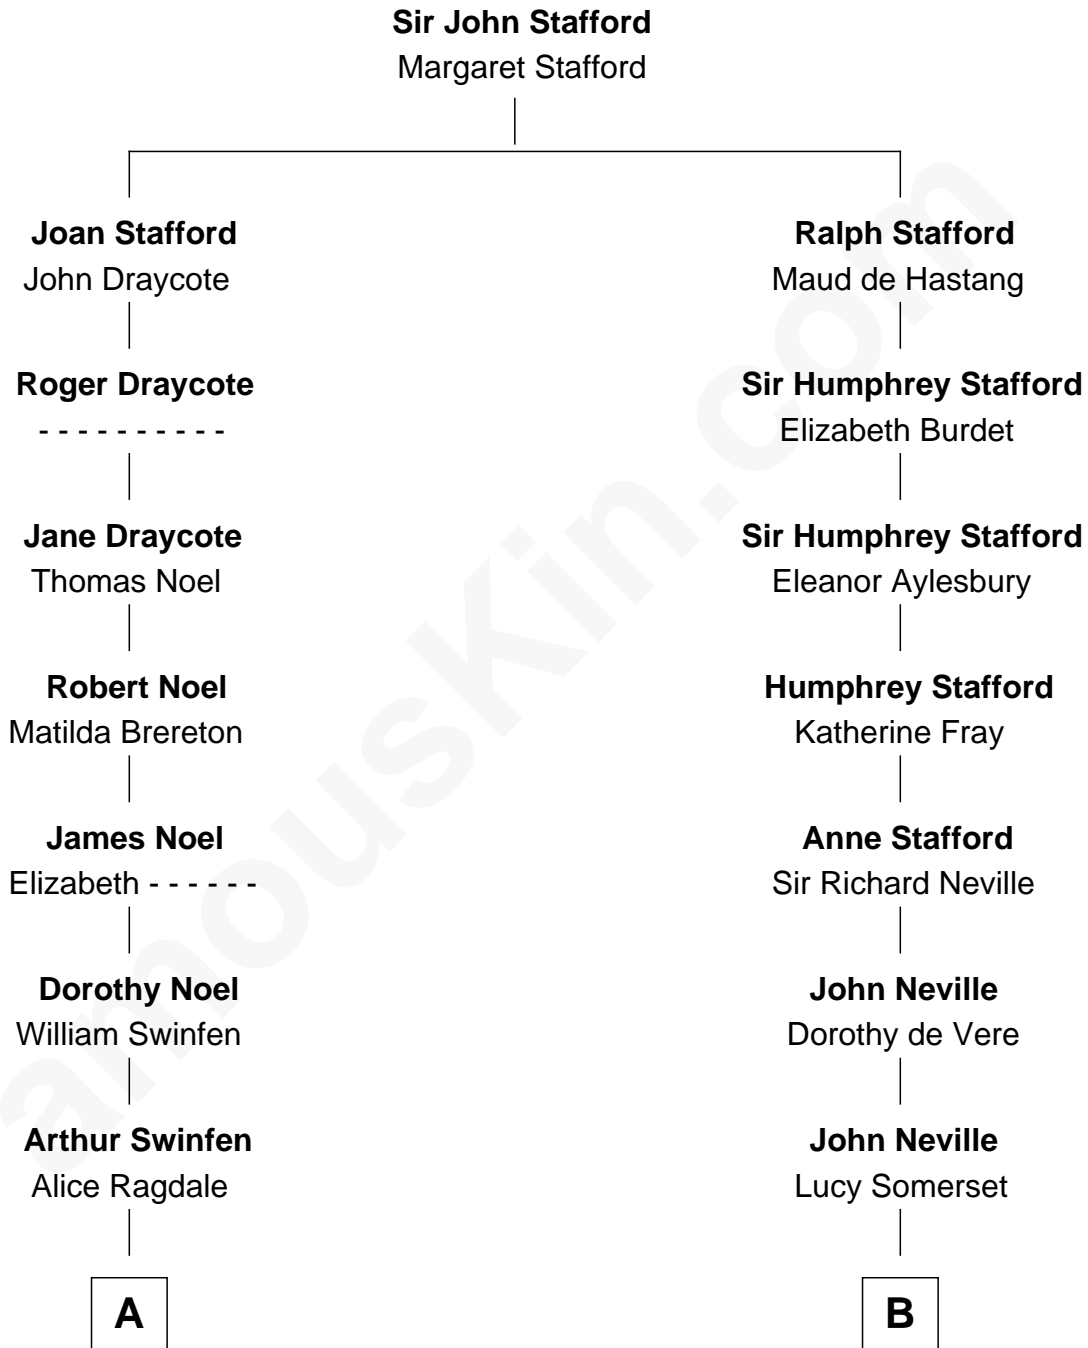 Sir John Stafford
Margaret Stafford
Joan Stafford
John Draycote
Ralph Stafford
Maud de Hastang
Roger Draycote
- - - - - - - - - -
Sir Humphrey Stafford
Elizabeth Burdet
Jane Draycote
Thomas Noel
Sir Humphrey Stafford
Eleanor Aylesbury
Robert Noel
Matilda Brereton
Humphrey Stafford
Katherine Fray
James Noel
Elizabeth - - - - - -
Anne Stafford
Sir Richard Neville
Dorothy Noel
William Swinfen
John Neville
Dorothy de Vere
Arthur Swinfen
Alice Ragdale
John Neville
Lucy Somerset
A
B
amouskin.com